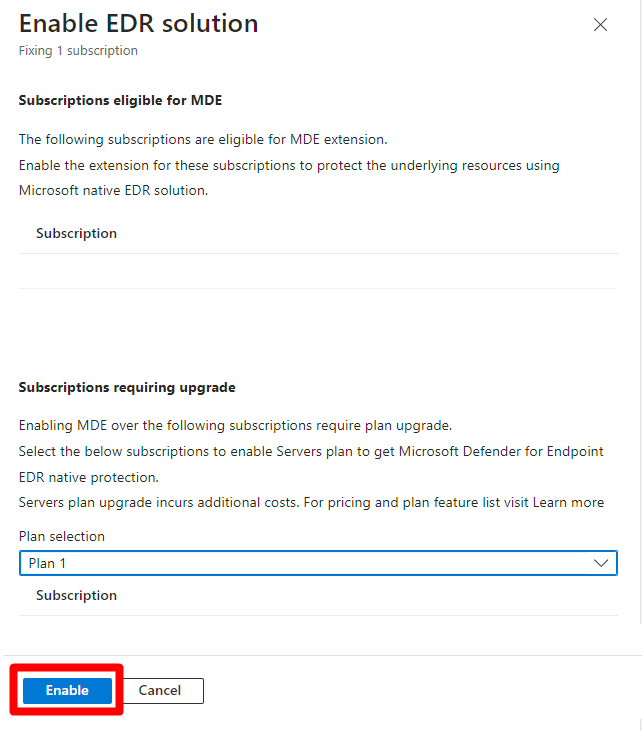 Enable EDR solution
Fixing 1 subscription
Subscriptions eligible for MDE
The following subscriptions are eligible for MDE extension.
Enable the extension for these subscriptions to protect the underlying resources using
Microsoft native EDR solution.
Subscription
Subscriptions requiring upgrade
Enabling MDE over the following subscriptions require plan upgrade.
Select the below subscriptions to enable Servers plan to get Microsoft Defender for Endpoint
EDR native protection.
Servers plan upgrade incurs additional costs. For pricing and plan feature list visit Learn more
Plan selection
Plan 1
Subscription
Enable
Cancel